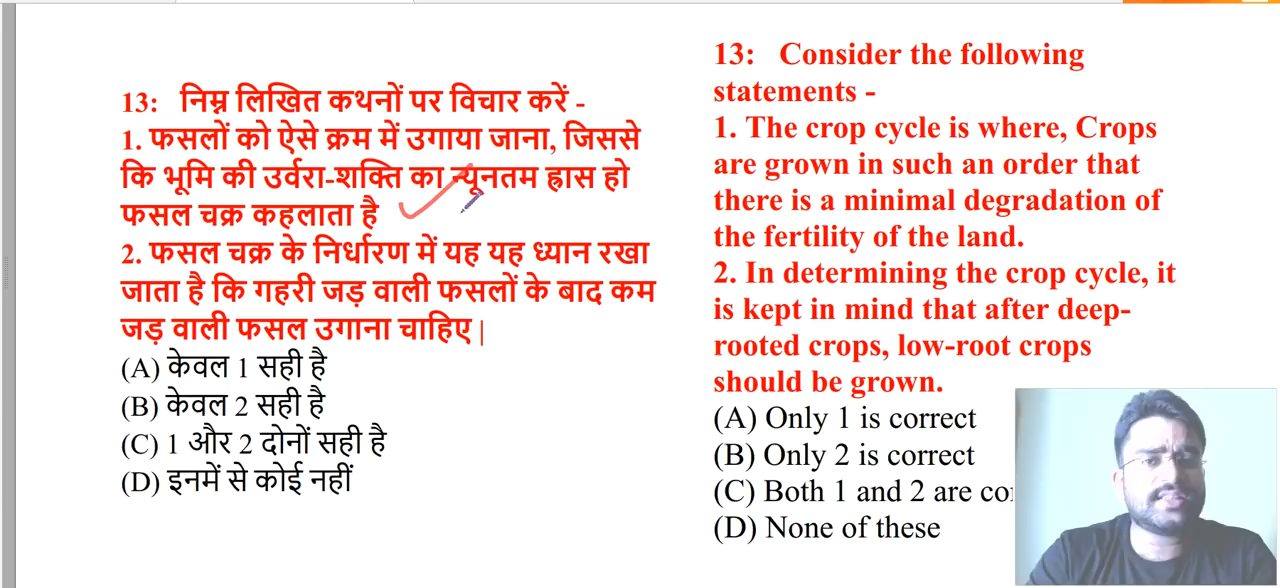 13: निम्न लिखित कथनों पर विचार करें -
1. फसलों को ऐसे क्रम में उगाया जाना, जिससे
कि भूमि की उर्वरा-शक्ति का न्यूनतम ह्रास हो
फसल चक्र कहलाता है
2. फसल चक्र के निर्धारण में यह यह ध्यान रखा
जाता है कि गहरी जड़ वाली फसलों के बाद कम
जड़ वाली फसल उगाना चाहिए |
(A) केवल 1 सही है
(B) केवल 2 सही है
(C) 1 और 2 दोनों सही है
(D) इनमें से कोई नहीं
13: Consider the following
statements -
1. The crop cycle is where, Crops
are grown in such an order that
there is a minimal degradation of
the fertility of the land.
2. In determining the crop cycle, it
is kept in mind that after deep-
rooted crops, low-root crops
should be grown.
(A) Only 1 is correct
(B) Only 2 is correct
(C) Both 1 and 2 are
(D) None of these